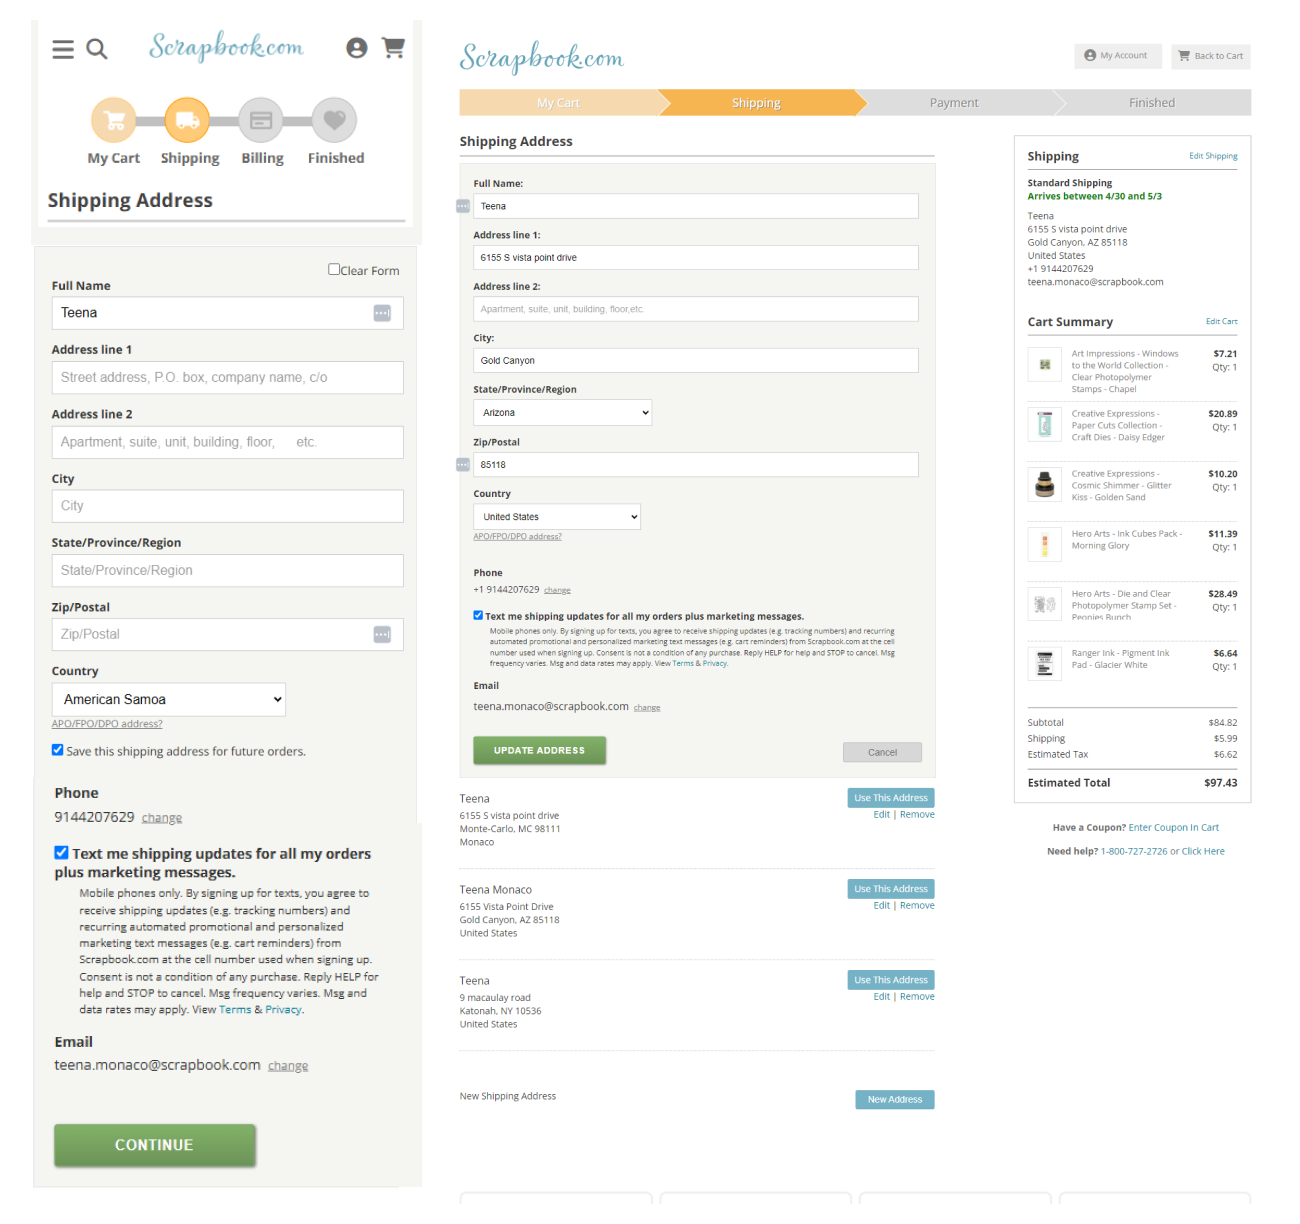 Scrapbook.com
My Cart
Shipping
Billing
Finished
Shipping Address
Clear Form
Full Name
Teena
Address line 1
Street address, P.O. box, company name, c/o
Address line 2
Apartment, suite, unit, building, floor, etc.
City
City
State/Province/Region
State/Province/Region
Zip/Postal
Zip/Postal
Country
American Samoa
APO/FPO/DPO address?
Save this shipping address for future orders.
Phone
9144207629 change
Text me shipping updates for all my orders
plus marketing messages.
Mobile phones only. By signing up for texts, you agree to
receive shipping updates (e.g. tracking numbers) and
recurring automated promotional and personalized
marketing text messages (e.g. cart reminders) from
Scrapbook.com at the cell number used when signing up.
Consent is not a condition of any purchase. Reply HELP for
help and STOP to cancel. Msg frequency varies. Msg and
data rates may apply. View Terms & Privacy.
Email
teena.monaco@scrapbook.com change
CONTINUE
Scrapbook.com
My Account
Back to Cart
My Cart
Shipping
Payment
Finished
Shipping Address
Full Name:
Teena
Address line 1:
6155 S vista point drive
Address line 2:
Apartment, suite, unit, building, floor,etc.
City:
Gold Canyon
State/Province/Region
Arizona
Zip/Postal
85118
Country
United States
APO/FPO/DPO address?
Phone
+1 9144207629 change
Text me shipping updates for all my orders plus marketing messages.
Mobile phones only. By signing up for texts, you agree to receive shipping updates (e.g. tracking numbers) and recurring
automated promotional and personalized marketing text messages (e.g. cart reminders) from Scrapbook.com at the cell
number used when signing up. Consent is not a condition of any purchase. Reply HELP for help and STOP to cancel. Msg
frequency varies. Msg and data rates may apply. View Terms & Privacy.
Email
teena.monaco@scrapbook.com change
UPDATE ADDRESS
Cancel
Teena
6155 S vista point drive
Monte-Carlo, MC 98111
Monaco
Use This Address
Edit | Remove
Teena Monaco
6155 Vista Point Drive
Gold Canyon, AZ 85118
United States
Use This Address
Edit | Remove
Teena
9 macaulay road
Katonah, NY 10536
United States
Use This Address
Edit | Remove
New Shipping Address
New Address
Shipping
Edit Shipping
Standard Shipping
Arrives between 4/30 and 5/3
Teena
6155 S vista point drive
Gold Canyon, AZ 85118
United States
+1 9144207629
teena.monaco@scrapbook.com
Cart Summary
Edit Cart
Art Impressions - Windows
to the World Collection -
Clear Photopolymer
Stamps - Chapel
$7.21
Qty: 1
Creative Expressions -
Paper Cuts Collection -
Craft Dies - Daisy Edger
$20.89
Qty: 1
Creative Expressions -
Cosmic Shimmer - Glitter
Kiss - Golden Sand
$10.20
Qty: 1
Hero Arts - Ink Cubes Pack -
Morning Glory
$11.39
Qty: 1
Hero Arts - Die and Clear
Photopolymer Stamp Set -
Peonies Bunch
$28.49
Qty: 1
Ranger Ink - Pigment Ink
Pad - Glacier White
$6.64
Qty: 1
Subtotal $84.82
Shipping $5.99
Estimated Tax $6.62
Estimated Total $97.43
Have a Coupon? Enter Coupon In Cart
Need help? 1-800-727-2726 or Click Here